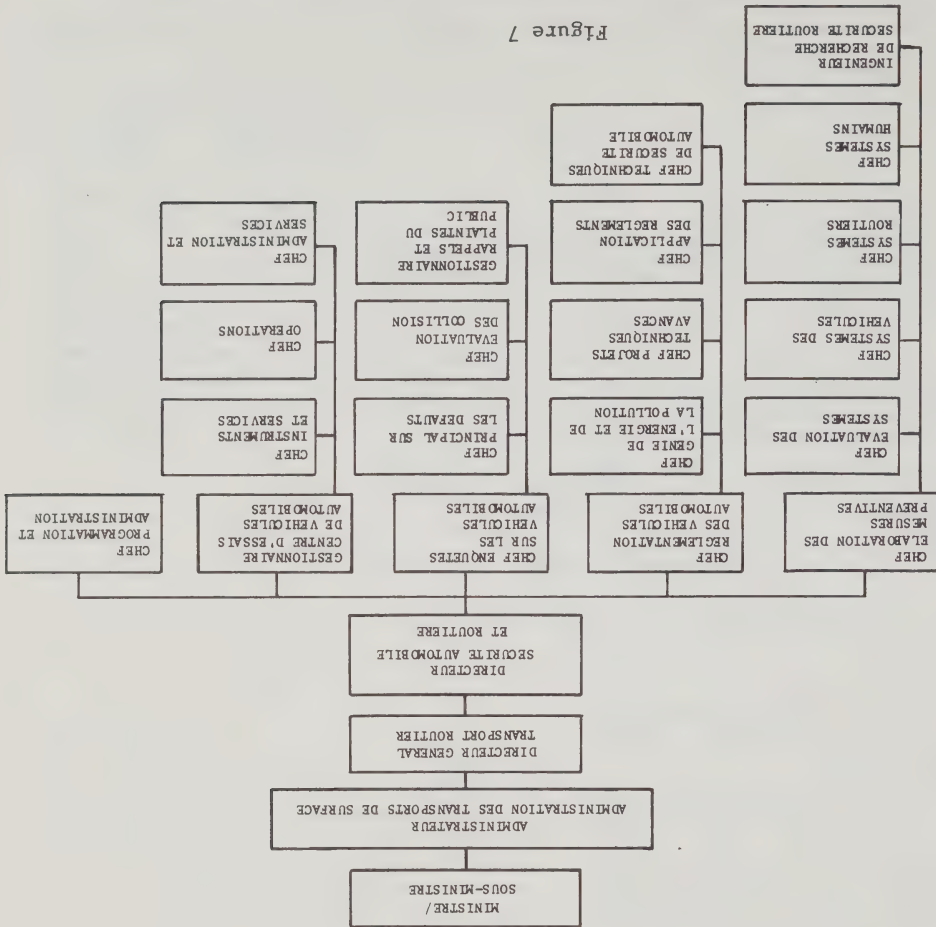 MINISTRE/
SOUS-MINISTRE
ADMINISTRATEUR
ADMINISTRATION DES TRANSPORTS DE SURFACE
DIRECTEUR GENERAL
TRANSPORT ROUTIER
DIRECTEUR
SECURITE AUTOMOBILE
ET ROUTIERE
CHEF
ELABORATION DES
MESURES
PREVENTIVES
CHEF
REGLEMENTATION
DES VEHICULES
AUTOMOBILES
CHEF ENQUETES
SUR LES
VEHICULES
AUTOMOBILES
GESTIONNAIRE
CENTRE D'ESSAIS
DE VEHICULES
AUTOMOBILES
CHEF
PROGRAMMATION ET
ADMINISTRATION
CHEF
EVALUATION DES
SYSTEMES
CHEF
GENIE DE
L'ENERGIE ET DE
LA POLLUTION
CHEF
PRINCIPAL SUR
LES DEFAUTS
CHEF
INSTRUMENTS
ET SERVICES
CHEF
SYSTEMES DES
VEHICULES
CHEF PROJETS
TECHNIQUES
AVANCES
CHEF
EVALUATION
DES COLLISION
CHEF
OPERATIONS
CHEF
SYSTEMES
ROUTIERS
CHEF
APPLICATION
DES REGLEMENTS
GESTIONNAIRE
RAPPELS ET
PLAINTES DU
PUBLIC
CHEF
ADMINISTRATION ET
SERVICES
CHEF
SYSTEMES
HUMAINS
CHEF TECHNIQUES
DE SECURITE
AUTOMOBILE
INGENIEUR
DE RECHERCHE
SECURITE ROUTIERE
Figure 7